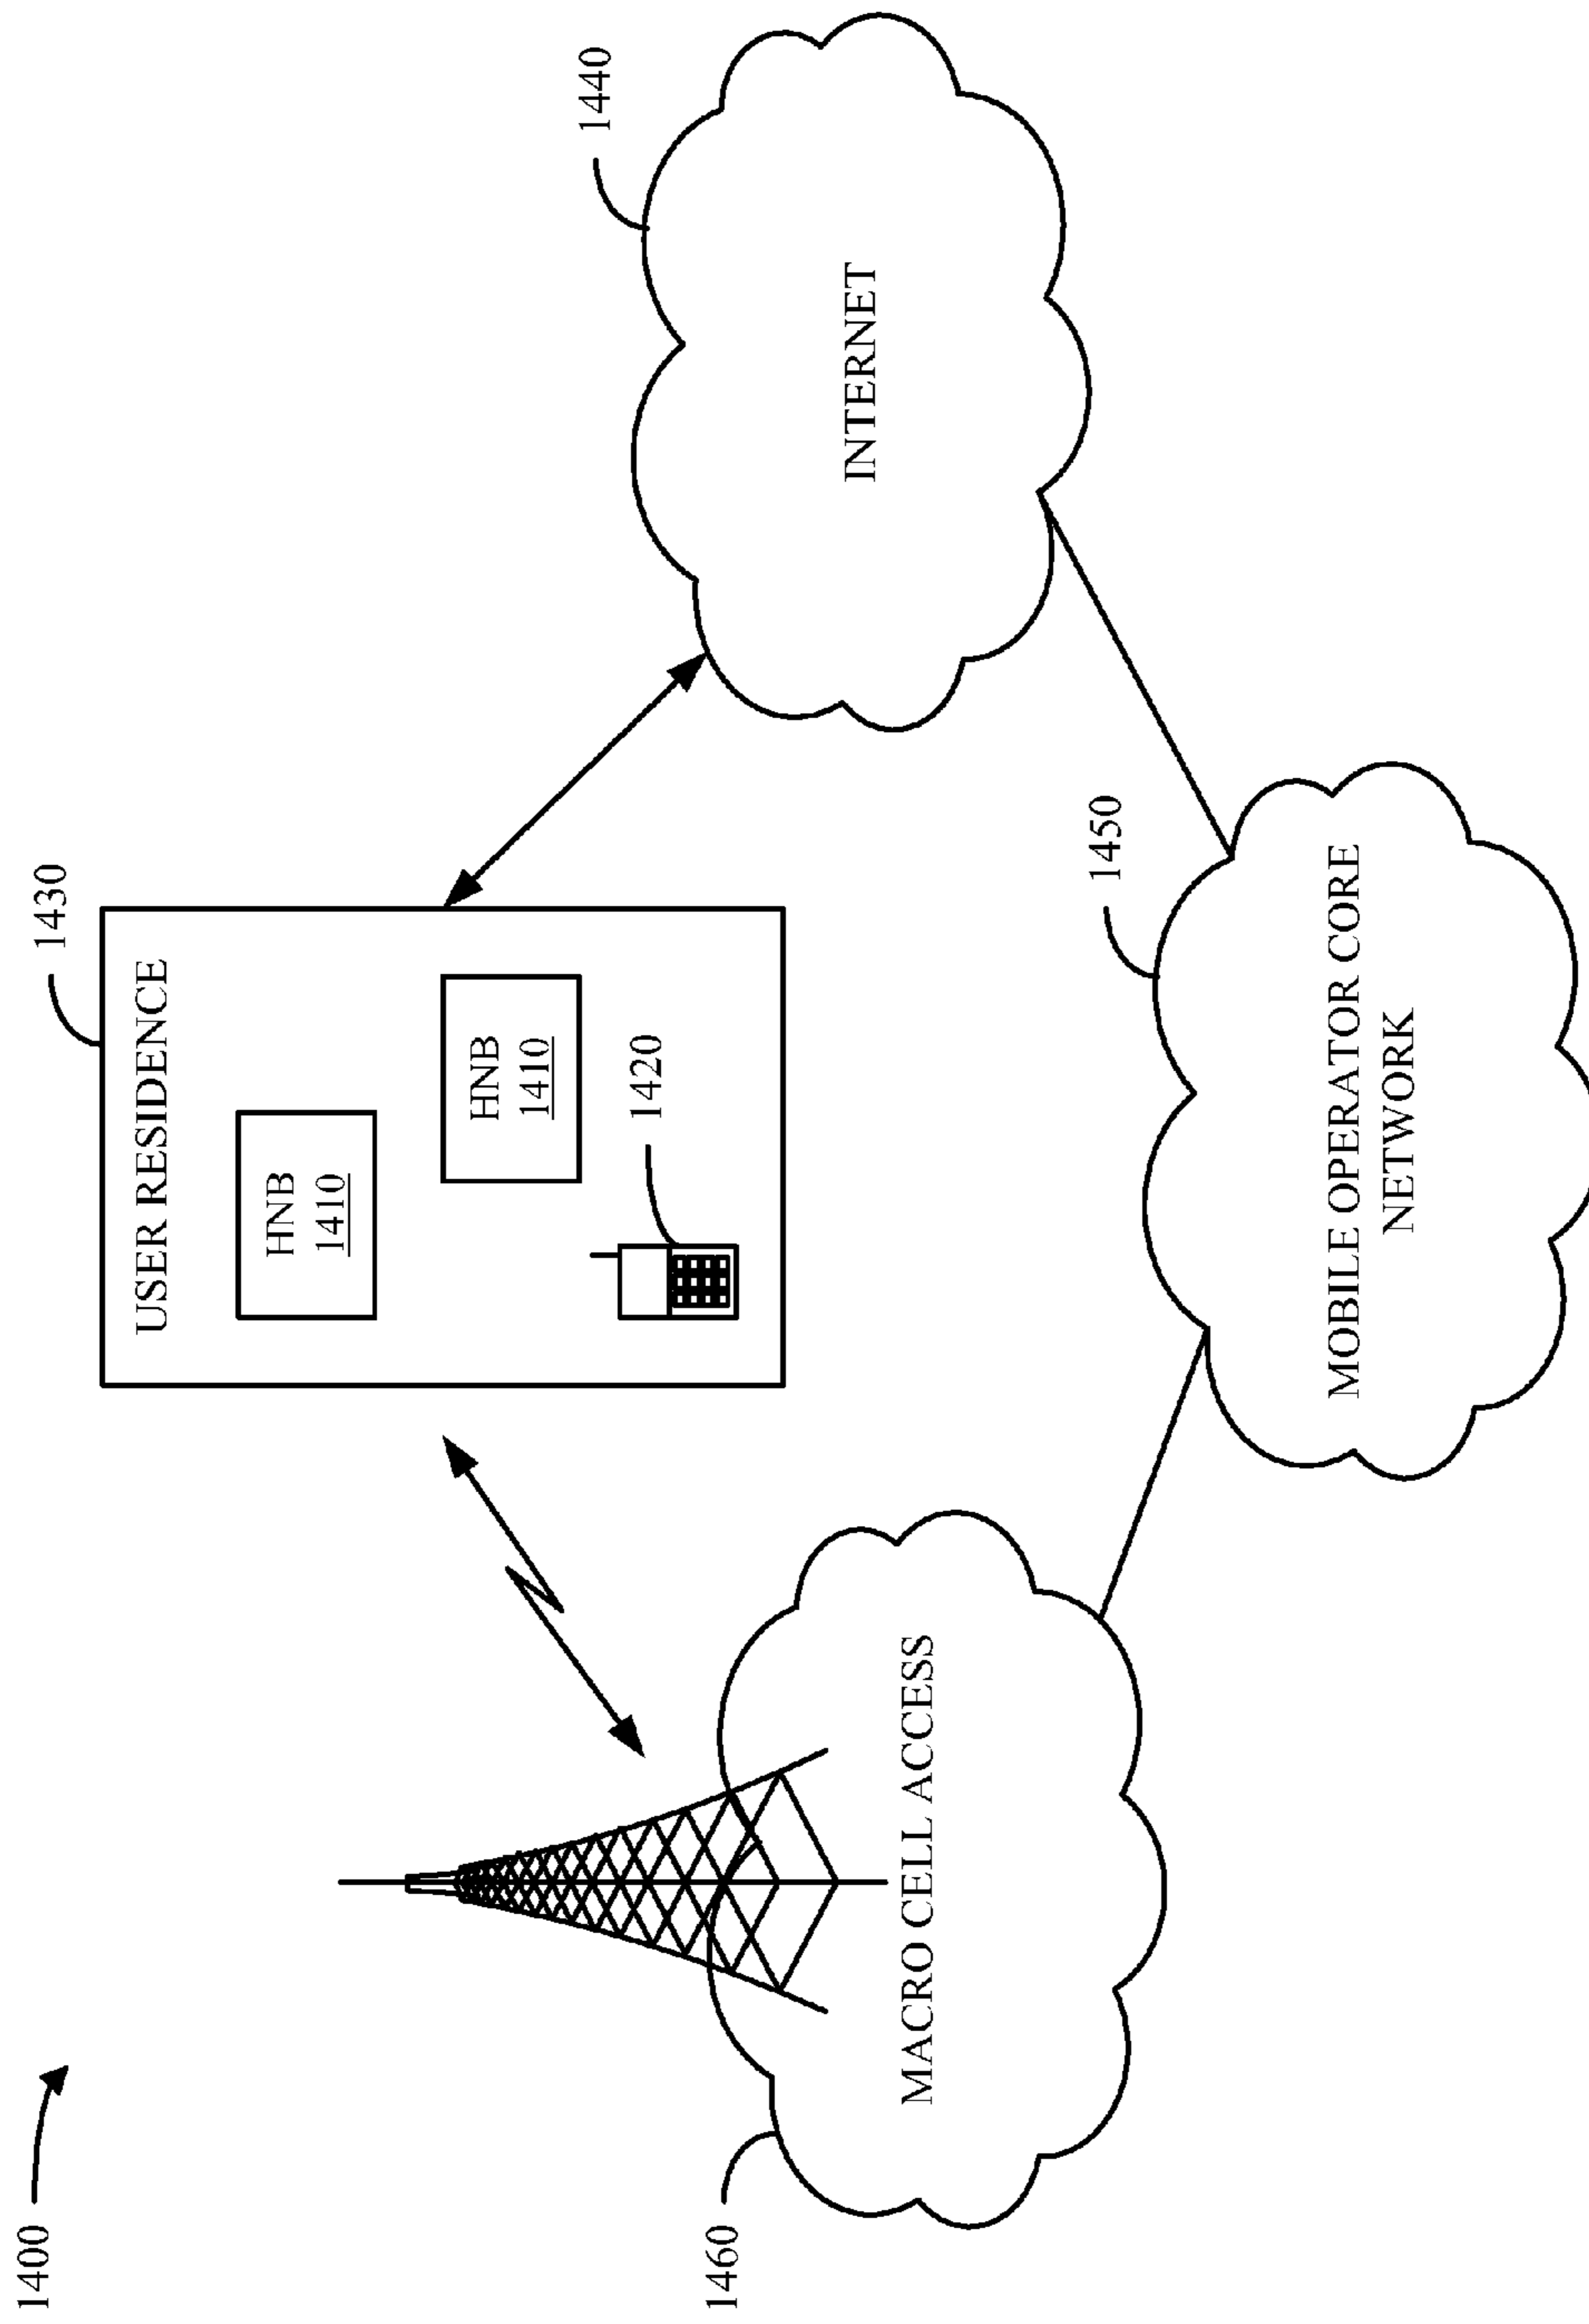 1400
1430
USER RESIDENCE
HNB
1410
HNB
1410
1420
1440
INTERNET
1460
MACRO CELL ACCESS
1450
MOBILE OPERATOR CORE
NETWORK